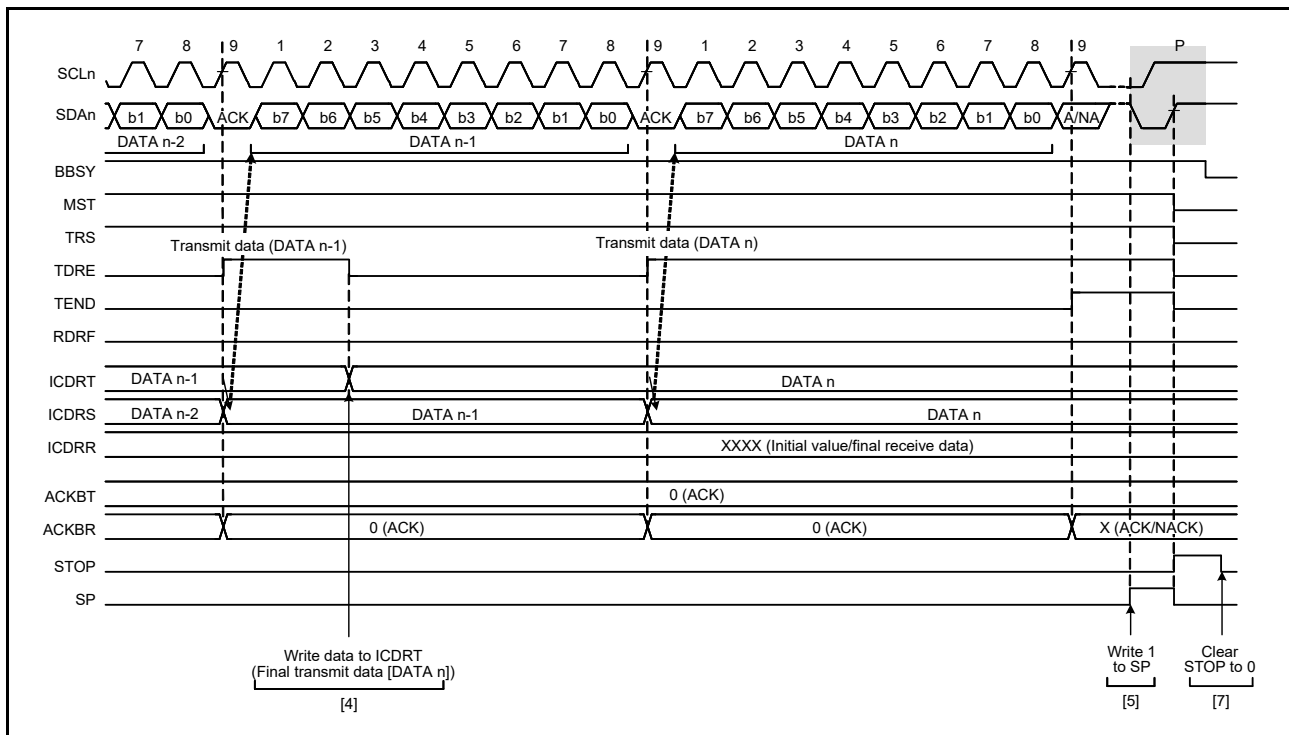 7 8 9 1 2 3 4 5 6 7 8 9 1 2 3 4 5 6 7 8 9 P
SCLn
SDAn b1 b0 ACK b7 b6 b5 b4 b3 b2 b1 b0 ACK b7 b6 b5 b4 b3 b2 b1 b0 A/NA
DATA n-2 DATA n-1 DATA n
BBSY
MST
TRS
Transmit data (DATA n-1) Transmit data (DATA n)
TDRE
TEND
RDRF
ICDRT DATA n-1 DATA n
ICDRS DATA n-2 DATA n-1 DATA n
ICDRR XXXX (Initial value/final receive data)
ACKBT 0 (ACK)
ACKBR 0 (ACK) 0 (ACK) X (ACK/NACK)
STOP
SP
Write data to ICDRT
(Final transmit data [DATA n])
[4]
Write 1
to SP
[5]
Clear
STOP to 0
[7]